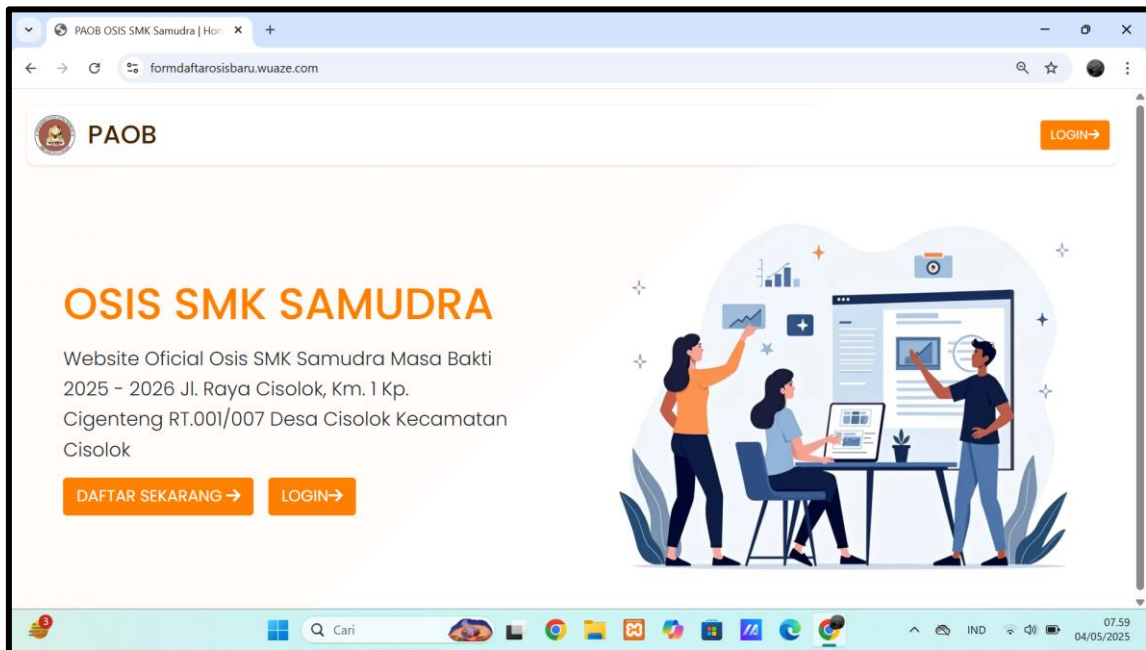 PAOB OSIS SMK Samudra | Hom
formdaftarosisbaru.wuaze.com
PAOB
LOGIN→
OSIS SMK SAMUDRA
Website Oficial Osis SMK Samudra Masa Bakti
2025 - 2026 Jl. Raya Cisolok, Km. 1 Kp.
Cigenteng RT.001/007 Desa Cisolok Kecamatan
Cisolok
DAFTAR SEKARANG → LOGIN→
3
Cari
IND
07.59
04/05/2025